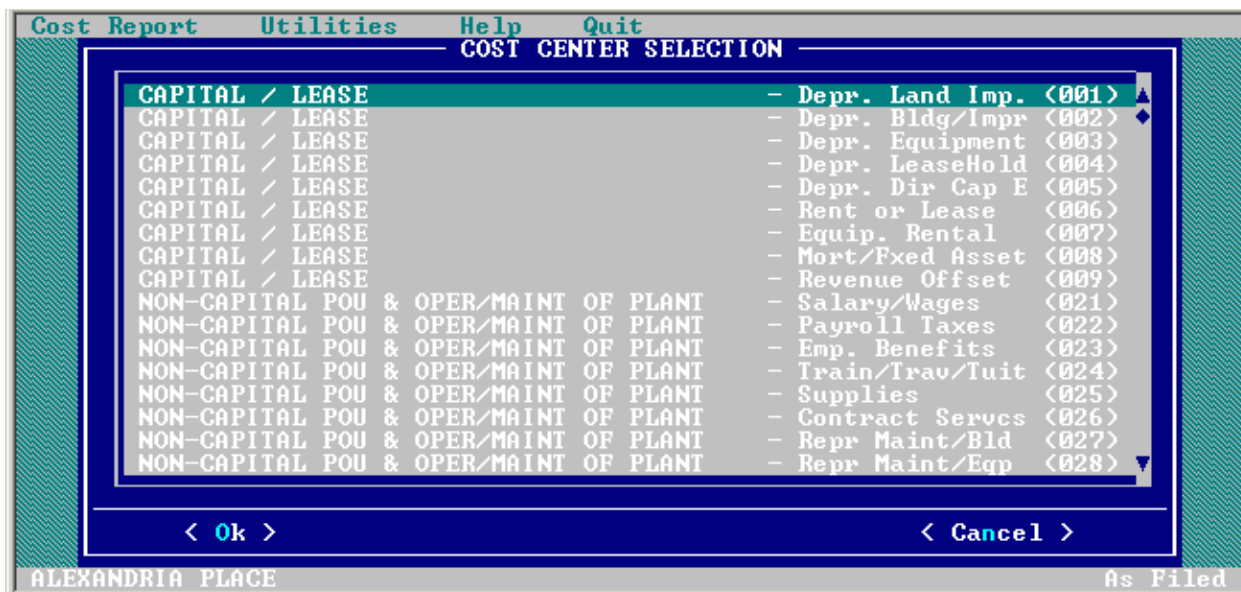 Cost Report Utilities Help Quit
COST CENTER SELECTION
CAPITAL / LEASE - Depr. Land Imp. (001)
CAPITAL / LEASE - Depr. Bldg/Impr (002)
CAPITAL / LEASE - Depr. Equipment (003)
CAPITAL / LEASE - Depr. LeaseHold (004)
CAPITAL / LEASE - Depr. Dir Cap E (005)
CAPITAL / LEASE - Rent or Lease (006)
CAPITAL / LEASE - Equip. Rental (007)
CAPITAL / LEASE - Mort/Fxed Asset (008)
CAPITAL / LEASE - Revenue Offset (009)
NON-CAPITAL POU & OPER/MAINT OF PLANT - Salary/Wages (021)
NON-CAPITAL POU & OPER/MAINT OF PLANT - Payroll Taxes (022)
NON-CAPITAL POU & OPER/MAINT OF PLANT - Emp. Benefits (023)
NON-CAPITAL POU & OPER/MAINT OF PLANT - Train/Trav/Tuit (024)
NON-CAPITAL POU & OPER/MAINT OF PLANT - Supplies (025)
NON-CAPITAL POU & OPER/MAINT OF PLANT - Contract Servcs (026)
NON-CAPITAL POU & OPER/MAINT OF PLANT - Repr Maint/Bld (027)
NON-CAPITAL POU & OPER/MAINT OF PLANT - Repr Maint/Eqp (028)
< Ok > < Cancel >
ALEXANDRIA PLACE As Filed